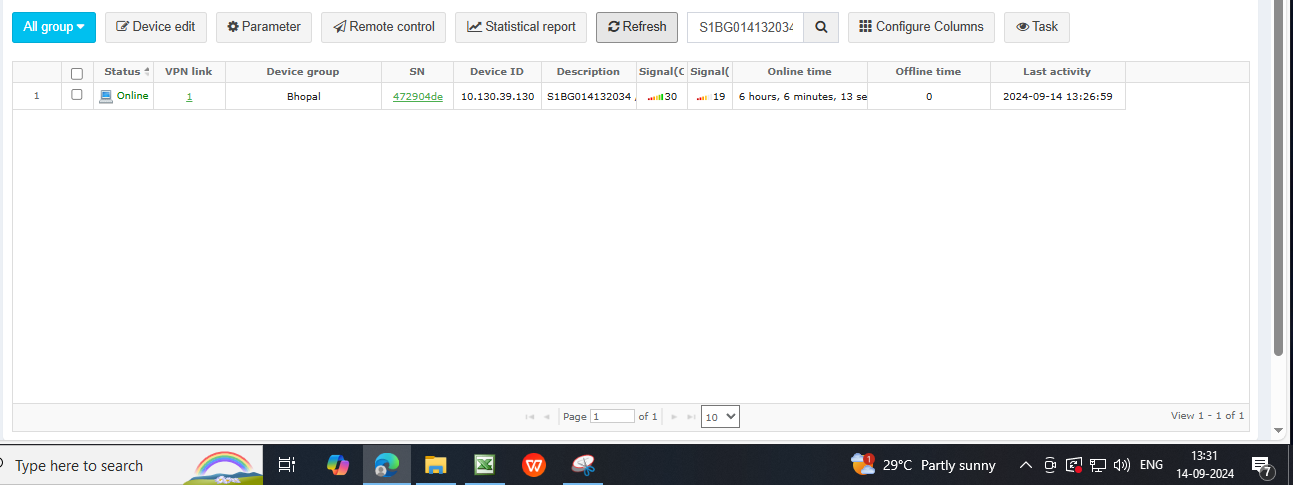 All group Device edit Parameter Remote control Statistical report Refresh S1BG014132034 Configure Columns Task
Status VPN link Device group SN Device ID Description Signal(C Signal( Online time Offline time Last activity
1 Online 1 Bhopal 472904de 10.130.39.130 S1BG014132034 , 30 19 6 hours, 6 minutes, 13 se 0 2024-09-14 13:26:59
Page 1 of 1 10 View 1 - 1 of 1
Type here to search 1 29°C Partly sunny ENG 13:31
14-09-2024 7